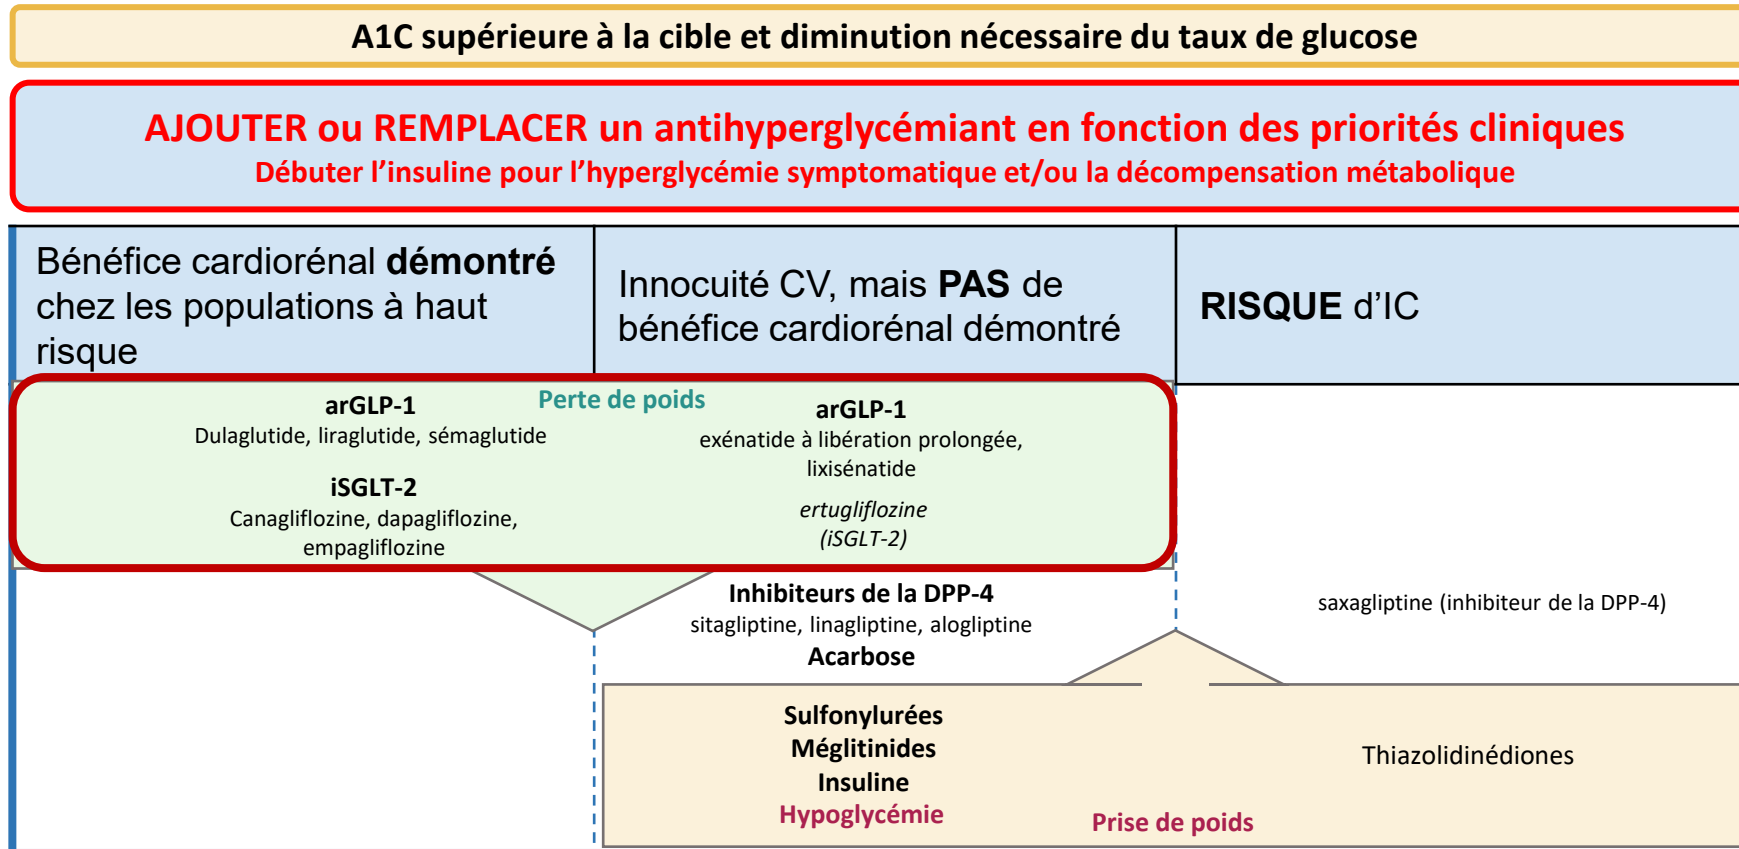 A1C supérieure à la cible et diminution nécessaire du taux de glucose
AJOUTER ou REMPLACER un antihyperglycémiant en fonction des priorités cliniques
Débuter l’insuline pour l’hyperglycémie symptomatique et/ou la décompensation métabolique
Bénéfice cardiorénal démontré
chez les populations à haut
risque
Innocuité CV, mais PAS de
bénéfice cardiorénal démontré
RISQUE d’IC
Perte de poids
arGLP-1
Dulaglutide, liraglutide, sémaglutide
iSGLT-2
Canagliflozine, dapagliflozine,
empagliflozine
arGLP-1
exénatide à libération prolongée,
lixisénatide
ertugliflozine
(iSGLT-2)
Inhibiteurs de la DPP-4
sitagliptine, linagliptine, alogliptine
Acarbose
saxagliptine (inhibiteur de la DPP-4)
Sulfonylurées
Méglitinides
Insuline
Hypoglycémie
Prise de poids
Thiazolidinédiones